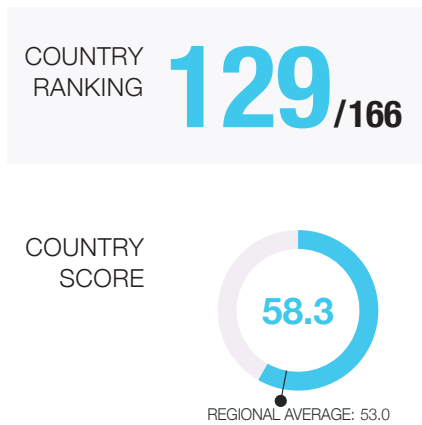 COUNTRY
RANKING
129/166
COUNTRY
SCORE
58.3
REGIONAL AVERAGE: 53.0